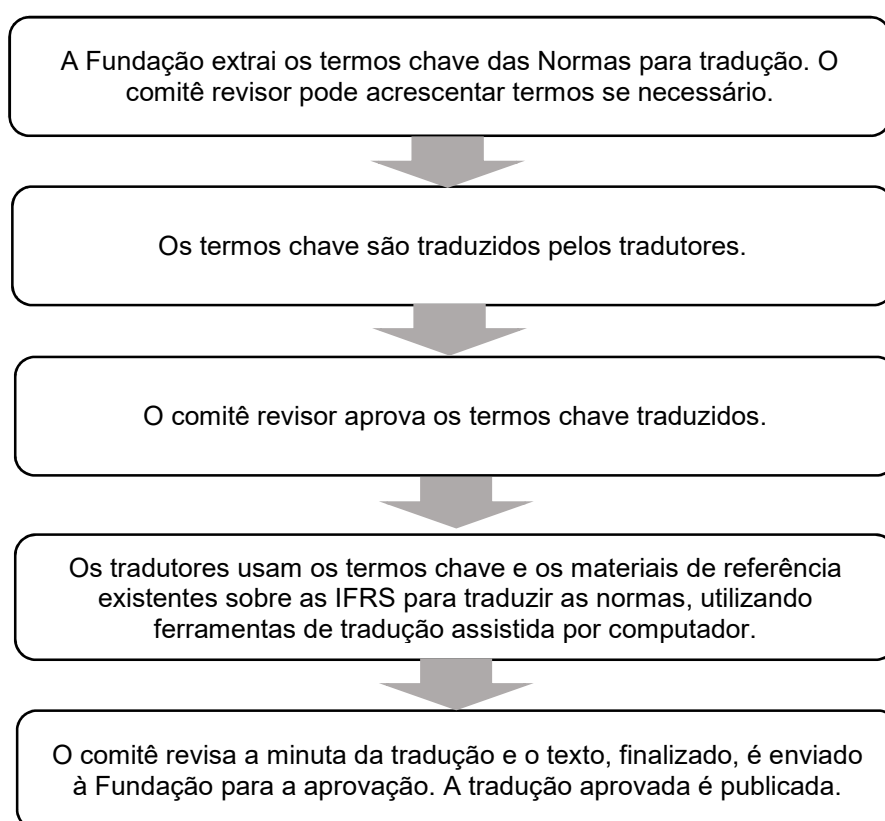 A Fundação extrai os termos chave das Normas para tradução. O
comitê revisor pode acrescentar termos se necessário.
Os termos chave são traduzidos pelos tradutores.
O comitê revisor aprova os termos chave traduzidos.
Os tradutores usam os termos chave e os materiais de referência
existentes sobre as IFRS para traduzir as normas, utilizando
ferramentas de tradução assistida por computador.
O comitê revisa a minuta da tradução e o texto, finalizado, é enviado
à Fundação para a aprovação. A tradução aprovada é publicada.